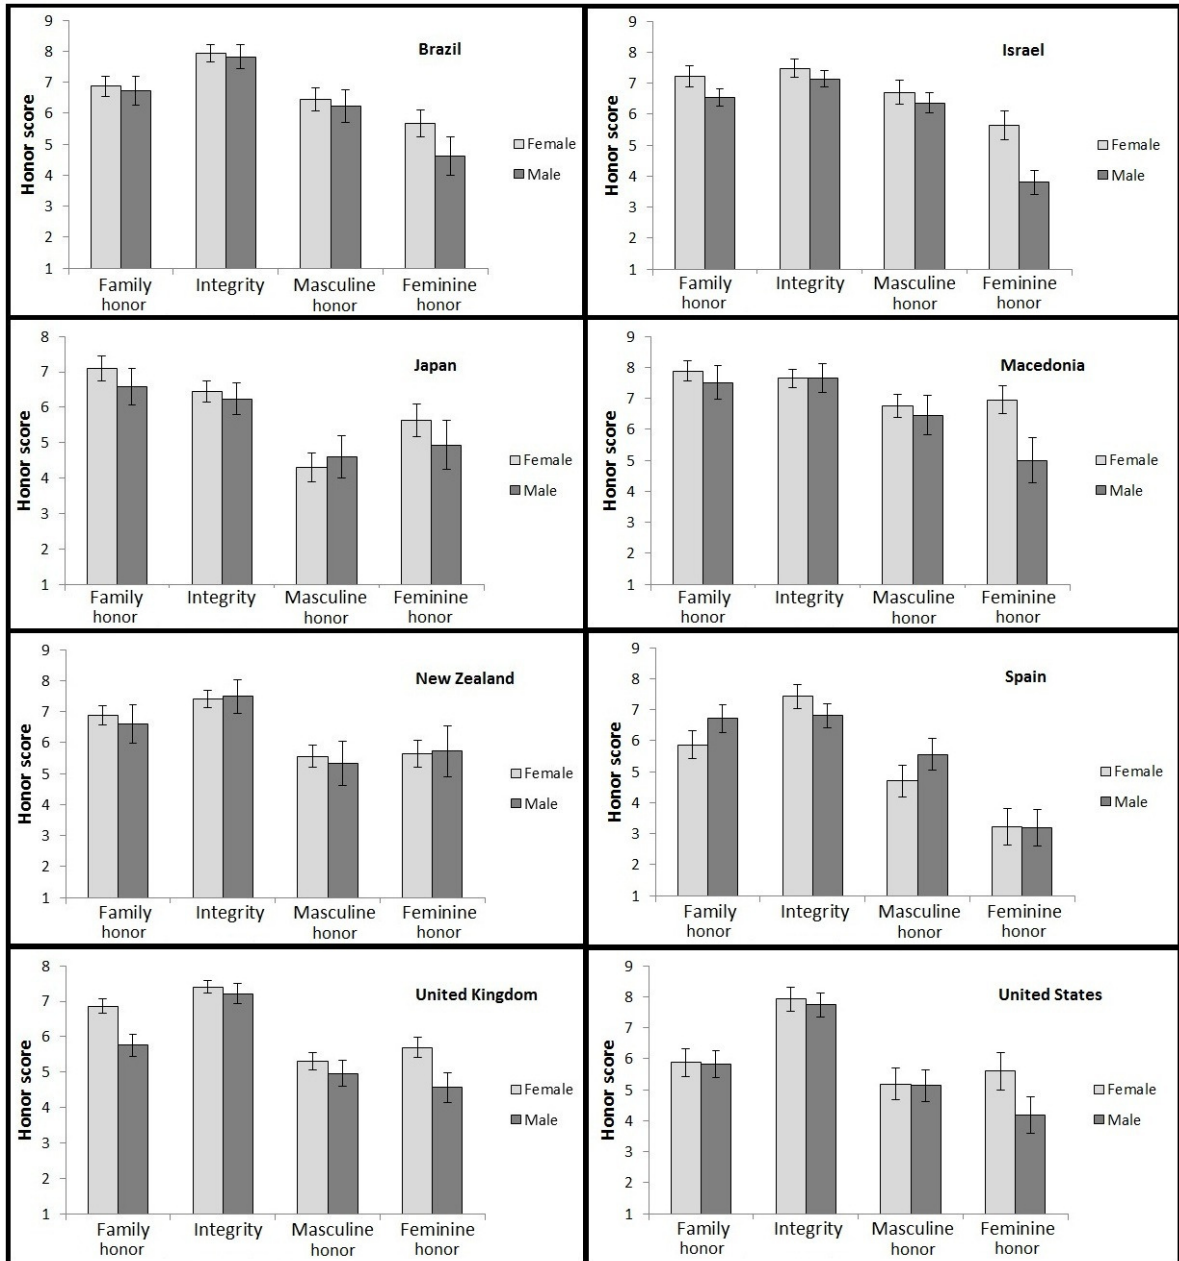 Brazil
Honor score
9
8
7
6
5
4
3
2
1
Family honor
Integrity
Masculine honor
Feminine honor
Female
Male
Israel
Honor score
9
8
7
6
5
4
3
2
1
Family honor
Integrity
Masculine honor
Feminine honor
Female
Male
Japan
Honor score
8
7
6
5
4
3
2
1
Family honor
Integrity
Masculine honor
Feminine honor
Female
Male
Macedonia
Honor score
9
8
7
6
5
4
3
2
1
Family honor
Integrity
Masculine honor
Feminine honor
Female
Male
New Zealand
Honor score
9
8
7
6
5
4
3
2
1
Family honor
Integrity
Masculine honor
Feminine honor
Female
Male
Spain
Honor score
9
8
7
6
5
4
3
2
1
Family honor
Integrity
Masculine honor
Feminine honor
Female
Male
United Kingdom
Honor score
8
7
6
5
4
3
2
1
Family honor
Integrity
Masculine honor
Feminine honor
Female
Male
United States
Honor score
9
8
7
6
5
4
3
2
1
Family honor
Integrity
Masculine honor
Feminine honor
Female
Male